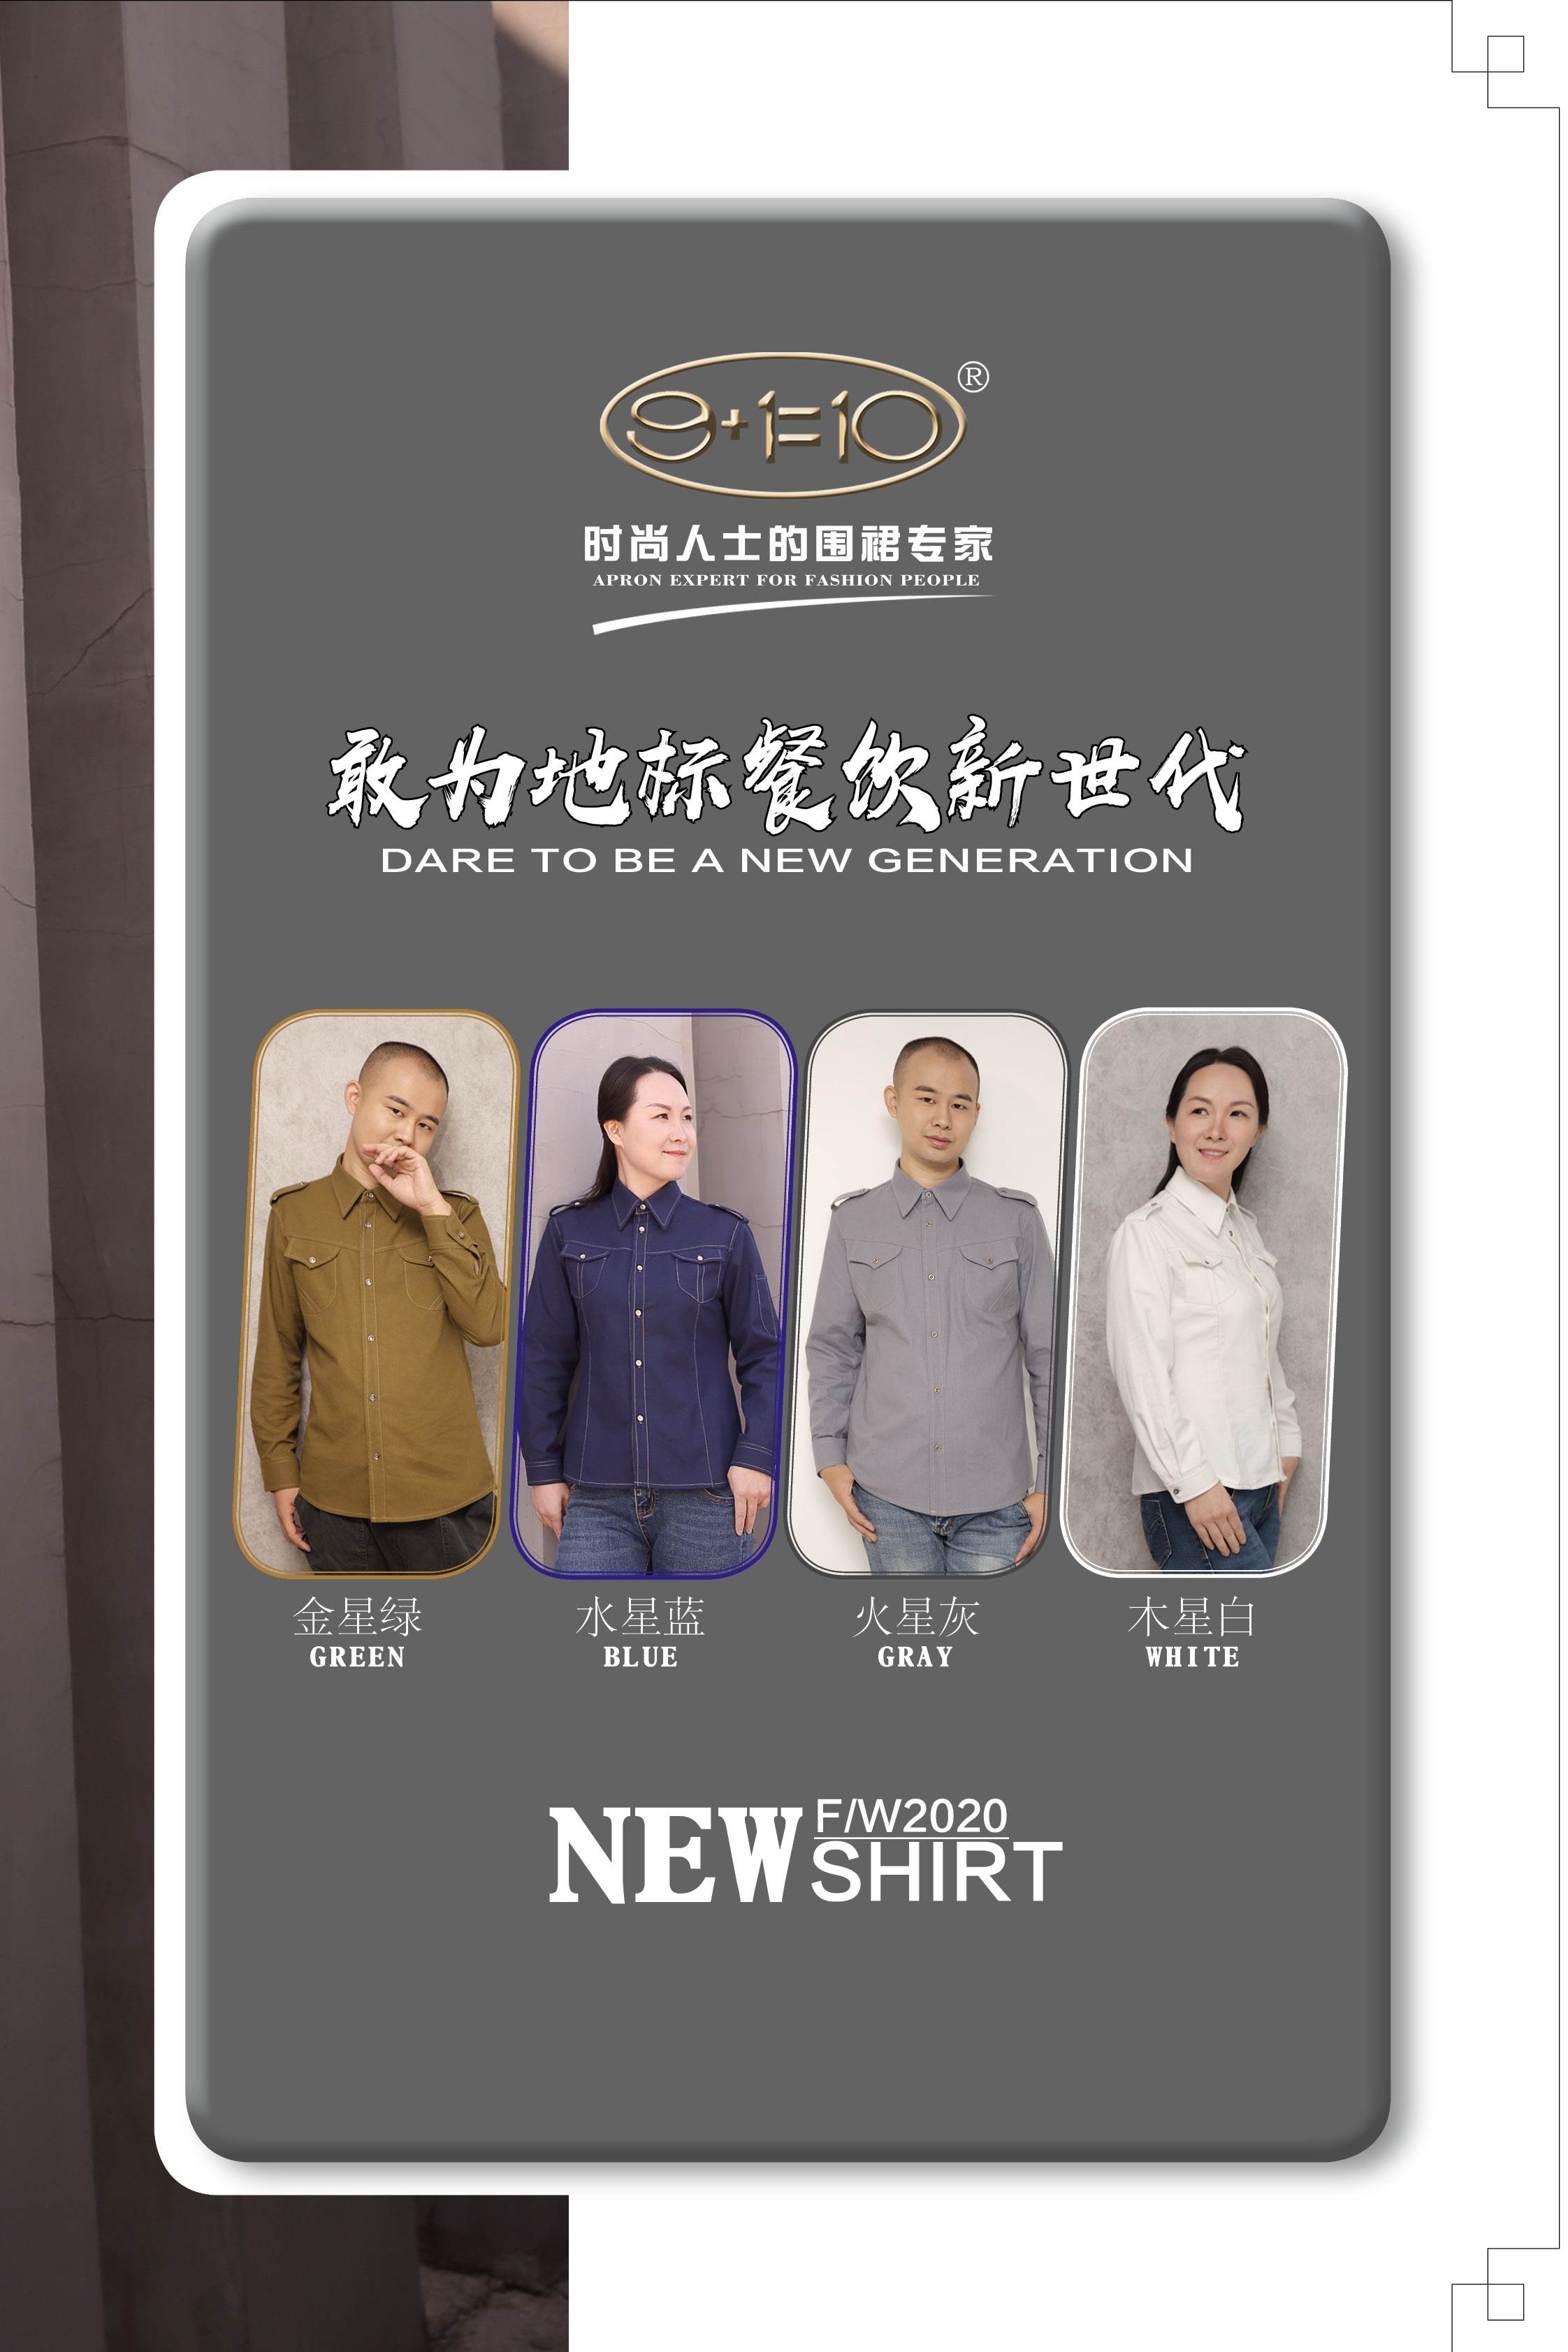 9+1=10®
时尚人士的围裙专家
APRON EXPERT FOR FASHION PEOPLE
敢为地标餐饮新世代
DARE TO BE A NEW GENERATION
金星绿
GREEN
水星蓝
BLUE
火星灰
GRAY
木星白
WHITE
NEW F/W2020
SHIRT